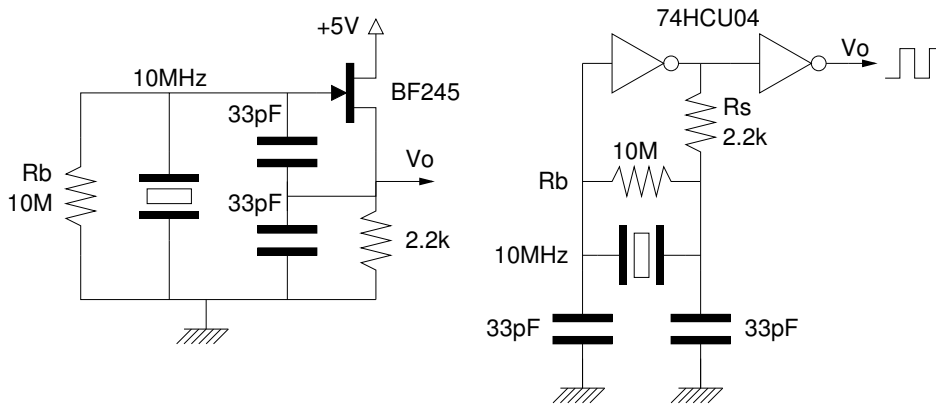 +5V
10MHz
BF245
33pF
Vo
Rb
10M
33pF
2.2k
74HCU04
Vo
Rs
2.2k
10M
Rb
10MHz
33pF
33pF